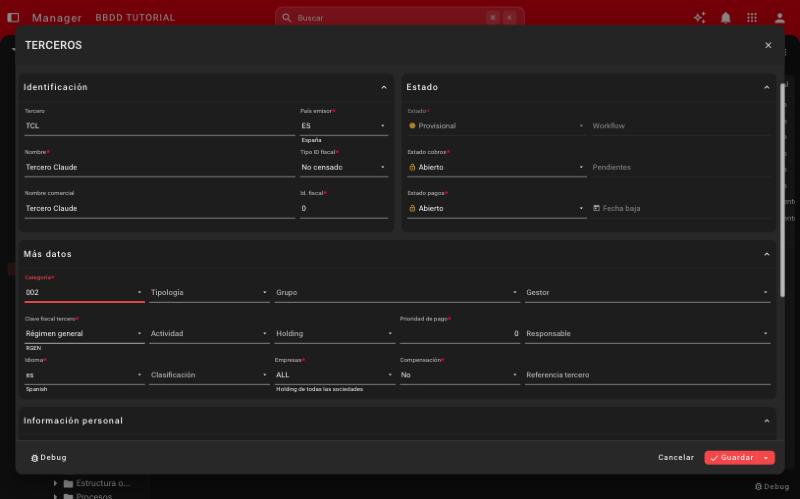 Manager BBDD TUTORIAL Buscar ⌘ K
TERCEROS
Identificación
Estado
Tercero País emisor* Estado*
TCL ES Provisional Workflow
España
Nombre* Tipo ID fiscal* Estado cobros*
Tercero Claude No censado Abierto Pendientes
Nombre comercial Id. fiscal* Estado pagos*
Tercero Claude 0 Abierto Fecha baja
Más datos
Categoría*
002 Tipología Grupo Gestor
Clave fiscal tercero* Prioridad de pago*
Régimen general Actividad Holding 0 Responsable
RGEN
Idioma* Empresas* Compensación*
es Clasificación ALL No Referencia tercero
Spanish Holding de todas las sociedades
Información personal
Debug Cancelar Guardar
Estructura o...
Procesos
Debug